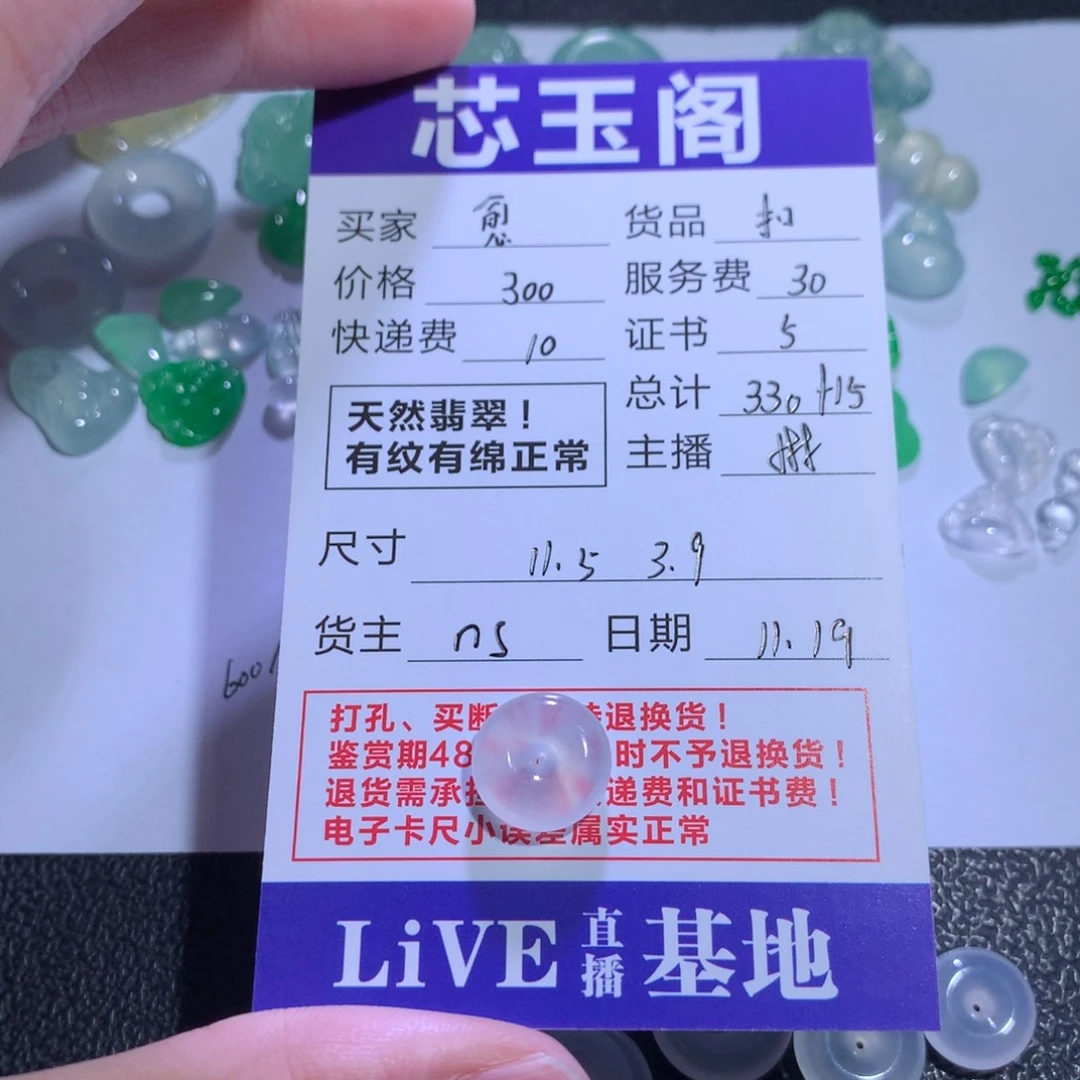 芯玉阁
买家 愈 货品 扣
价格 300 服务费 30
快递费 10 证书 5
总计 330+15
天然翡翠！
有纹有绵正常
主播
尺寸 11.5 3.9
货主 ns 日期 11.19
600
打孔、买断 退换货！
鉴赏期48 时不予退换货！
退货需承担 递费和证书费！
电子卡尺小误差属实正常
LiVE 直播 基地